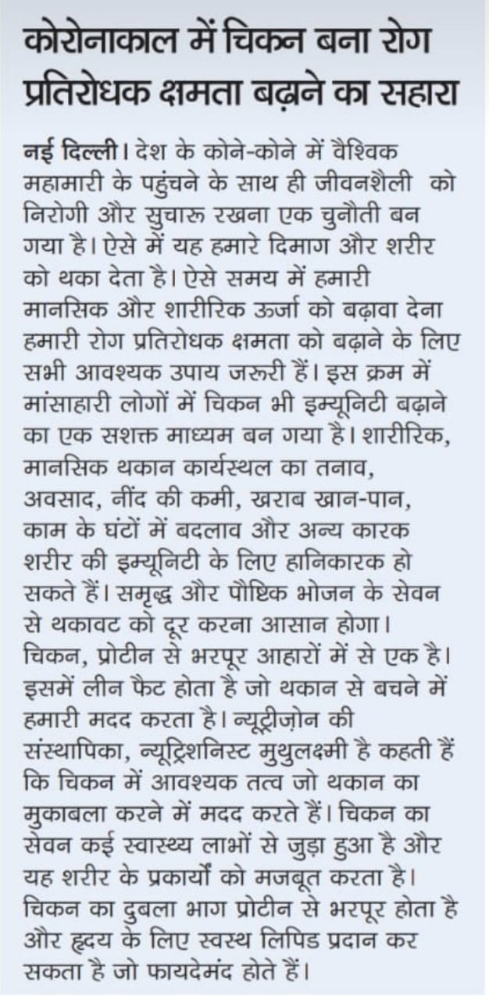 कोरोनाकाल में चिकन बना रोग
प्रतिरोधक क्षमता बढ़ाने का सहारा
नई दिल्ली। देश के कोने-कोने में वैश्विक
महामारी के पहुंचने के साथ ही जीवनशैली को
निरोगी और सुचारू रखना एक चुनौती बन
गया है। ऐसे में यह हमारे दिमाग और शरीर
को थका देता है। ऐसे समय में हमारी
मानसिक और शारीरिक ऊर्जा को बढ़ावा देना
हमारी रोग प्रतिरोधक क्षमता को बढ़ाने के लिए
सभी आवश्यक उपाय जरूरी हैं। इस क्रम में
मांसाहारी लोगों में चिकन भी इम्यूनिटी बढ़ाने
का एक सशक्त माध्यम बन गया है। शारीरिक,
मानसिक थकान कार्यस्थल का तनाव,
अवसाद, नींद की कमी, खराब खान-पान,
काम के घंटों में बदलाव और अन्य कारक
शरीर की इम्यूनिटी के लिए हानिकारक हो
सकते हैं। समृद्ध और पौष्टिक भोजन के सेवन
से थकावट को दूर करना आसान होगा।
चिकन, प्रोटीन से भरपूर आहारों में से एक है।
इसमें लीन फैट होता है जो थकान से बचने में
हमारी मदद करता है। न्यूट्रीज़ोन की
संस्थापिका, न्यूट्रिशनिस्ट मुथुलक्ष्मी है कहती हैं
कि चिकन में आवश्यक तत्व जो थकान का
मुकाबला करने में मदद करते हैं। चिकन का
सेवन कई स्वास्थ्य लाभों से जुड़ा हुआ है और
यह शरीर के प्रकार्यों को मजबूत करता है।
चिकन का दुबला भाग प्रोटीन से भरपूर होता है
और हृदय के लिए स्वस्थ लिपिड प्रदान कर
सकता है जो फायदेमंद होते हैं।